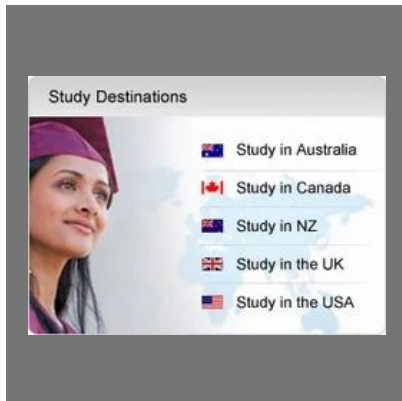 Study Destinations
Study in Australia
Study in Canada
Study in NZ
Study in the UK
Study in the USA